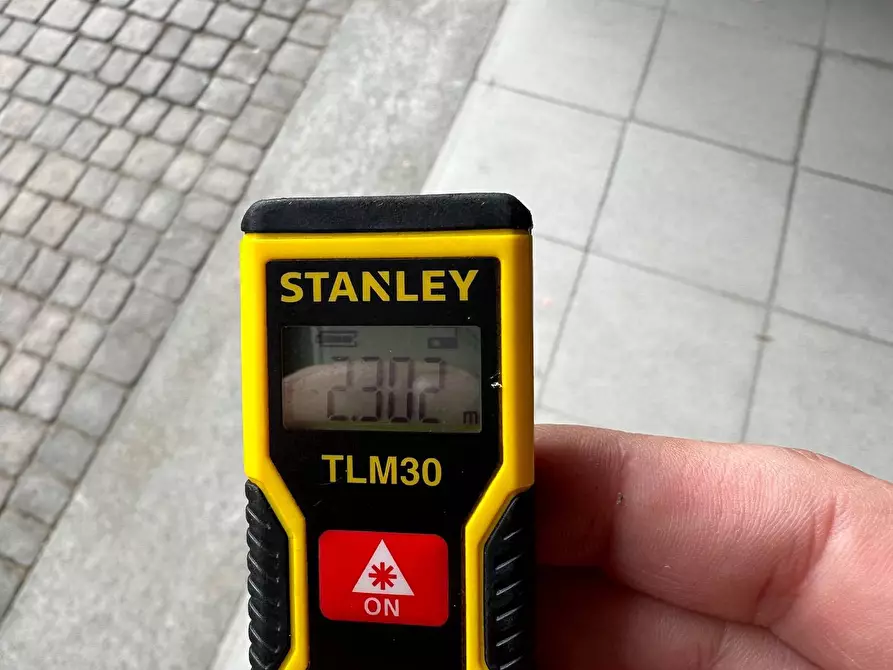 STANLEY
2.302 m
TLM30
ON